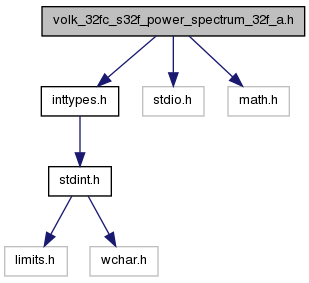 volk_32fc_s32f_power_spectrum_32f_a.h
inttypes.h
stdio.h
math.h
stdint.h
limits.h
wchar.h